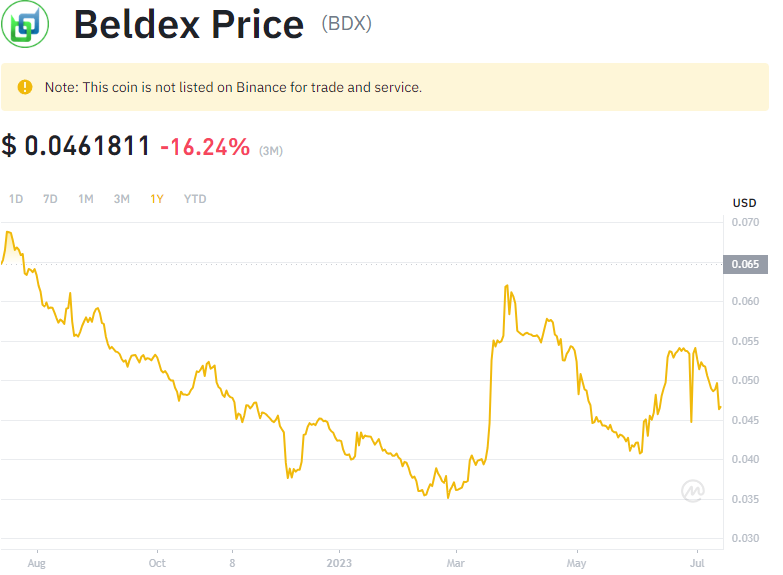 Beldex Price (BDX)
Note: This coin is not listed on Binance for trade and service.
$ 0.0461811 -16.24% (3M)
1D 7D 1M 3M 1Y YTD
USD
0.070
0.065
0.060
0.055
0.050
0.045
0.040
0.035
0.030
Aug Oct 8 2023 Mar May Jul